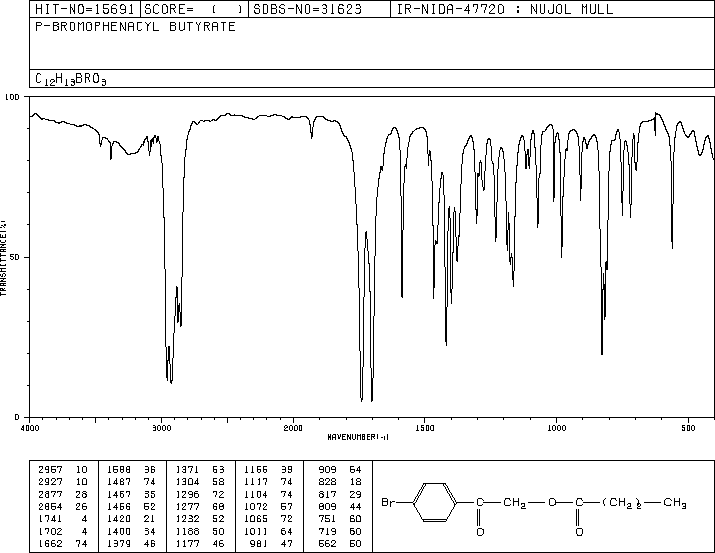 HIT-NO=15691 SCORE= ( ) SDBS-NO=31623 IR-NIDA-47720 : NUJOL MULL
P-BROMOPHENACYL BUTYRATE
C12H13BRO3
100
50
0
TRANSMITTANCE(%)
4000 3000 2000 1500 1000 500
WAVENUMBER(-1)
2957 10 1588 36 1371 53 1166 39 909 64
2927 10 1487 74 1304 58 1117 74 828 18
2877 28 1467 35 1296 72 1104 74 817 29
2854 26 1456 52 1277 68 1072 57 809 44
1741 4 1420 21 1232 52 1065 72 751 60
1702 4 1400 34 1188 50 1011 64 719 60
1662 74 1379 46 1177 46 981 47 562 50
Br C CH2 O C (CH2)2 CH3
O O